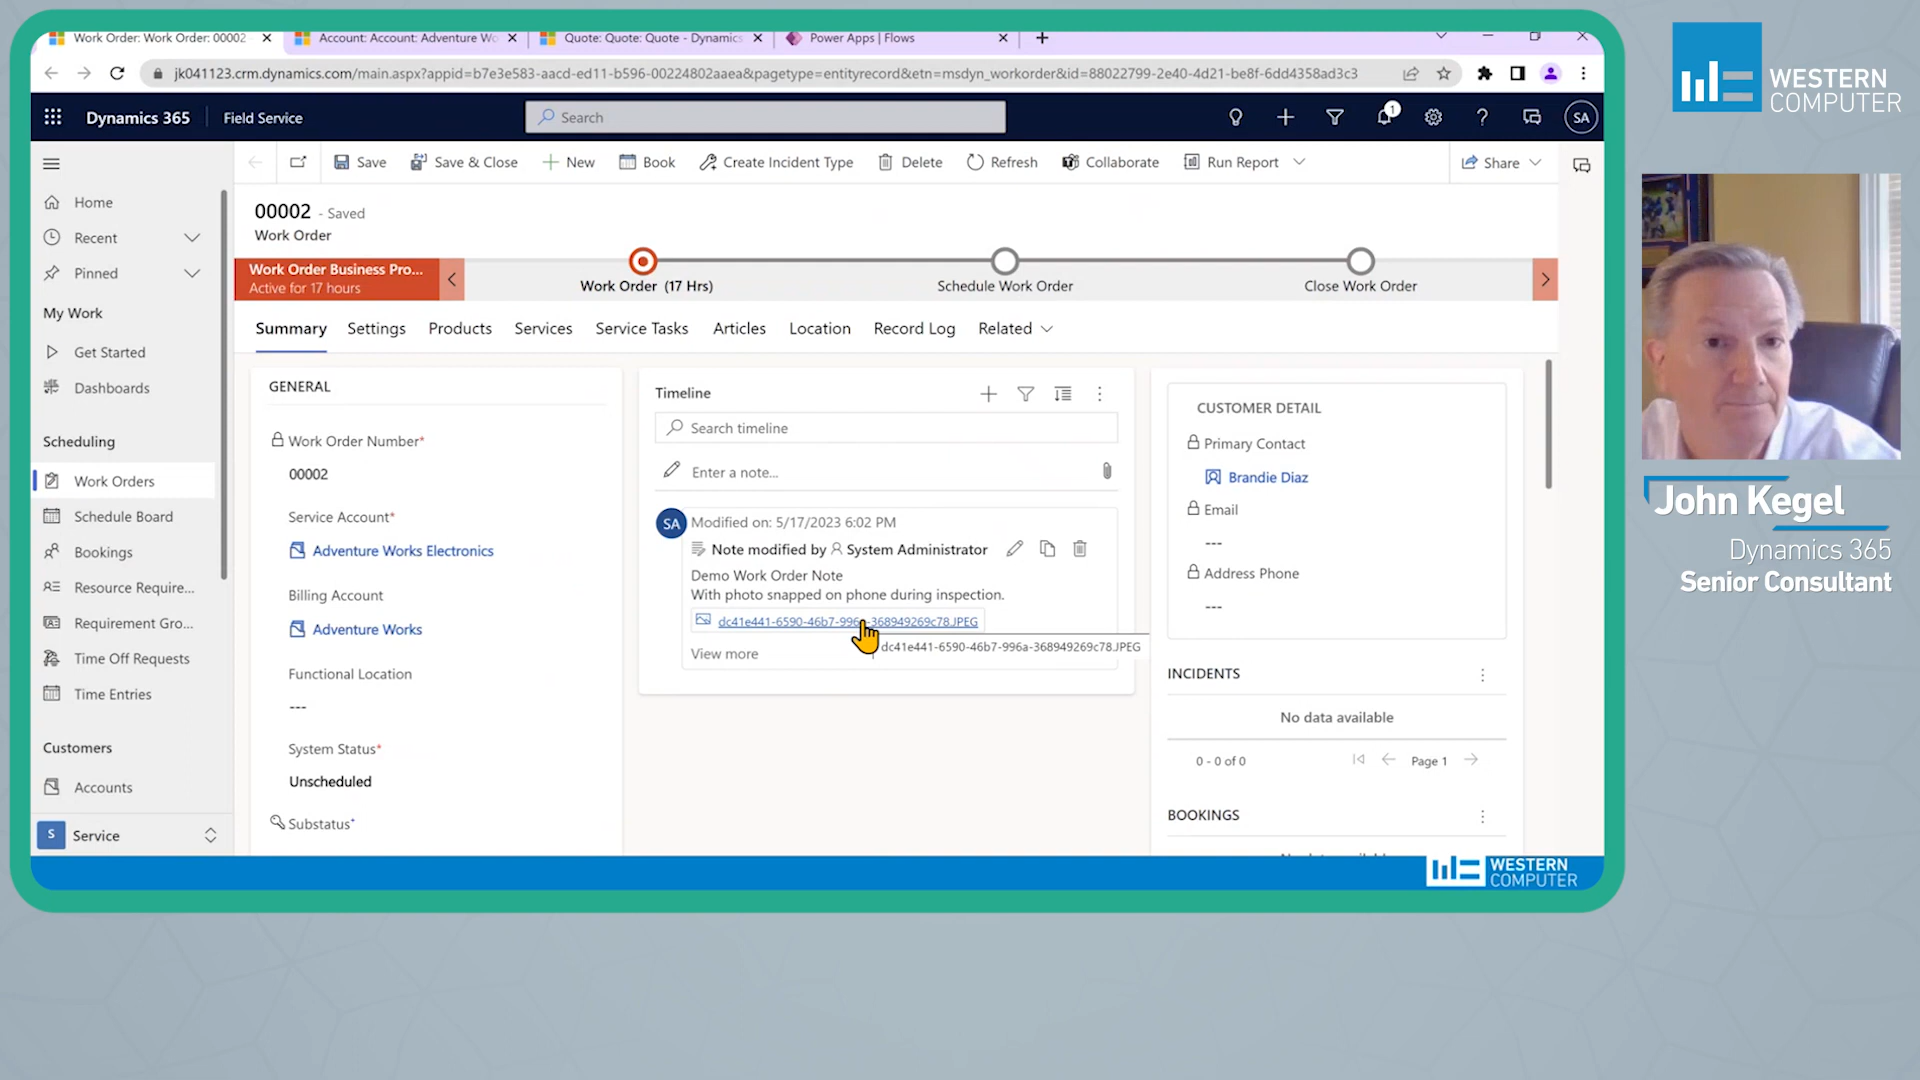 Work Order: Work Order: 00002
Account: Account: Adventure Wo
Quote: Quote: Quote - Dynamics
Power Apps | Flows
jk041123.crm.dynamics.com/main.aspx?appid=b7e3e583-aacd-ed11-b596-00224802aaea&pagetype=entityrecord&etn=msdyn_workorder&id=88022799-2e40-4d21-be8f-6dd4358ad3c3
Dynamics 365
Field Service
Search
1
SA
Save
Save & Close
New
Book
Create Incident Type
Delete
Refresh
Collaborate
Run Report
Share
Home
Recent
Pinned
My Work
Get Started
Dashboards
Scheduling
Work Orders
Schedule Board
Bookings
Resource Require...
Requirement Gro...
Time Off Requests
Time Entries
Customers
Accounts
S
Service
00002 - Saved
Work Order
Work Order Business Pro...
Active for 17 hours
Work Order (17 Hrs)
Schedule Work Order
Close Work Order
Summary
Settings
Products
Services
Service Tasks
Articles
Location
Record Log
Related
GENERAL
Work Order Number*
00002
Service Account*
Adventure Works Electronics
Billing Account
Adventure Works
Functional Location
---
System Status*
Unscheduled
Substatus+
Timeline
Search timeline
Enter a note...
SA
Modified on: 5/17/2023 6:02 PM
Note modified by System Administrator
Demo Work Order Note
With photo snapped on phone during inspection.
dc41e441-6590-46b7-996a-368949269c78.JPEG
dc41e441-6590-46b7-996a-368949269c78.JPEG
View more
CUSTOMER DETAIL
Primary Contact
Brandie Diaz
Email
---
Address Phone
---
INCIDENTS
No data available
0 - 0 of 0
Page 1
BOOKINGS
WESTERN
COMPUTER
WESTERN
COMPUTER
John Kegel
Dynamics 365
Senior Consultant